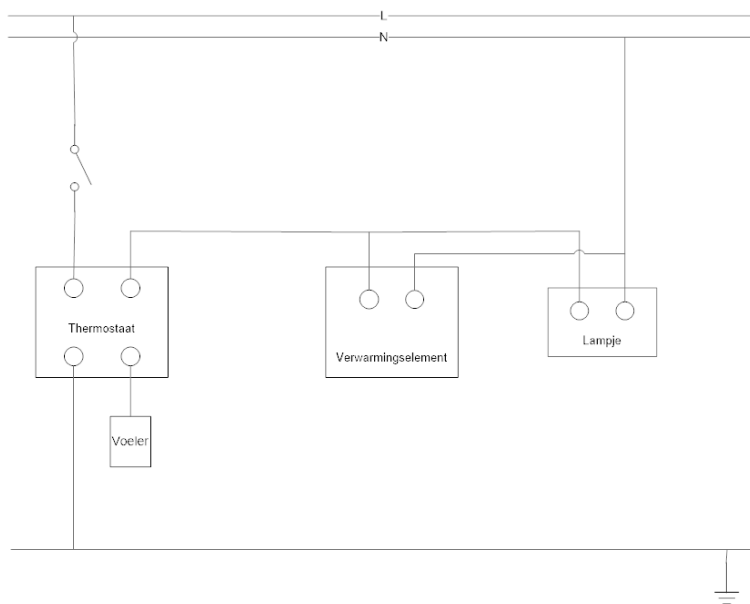 L
N
Thermostaat
Verwarmingselement
Lampje
Voeler